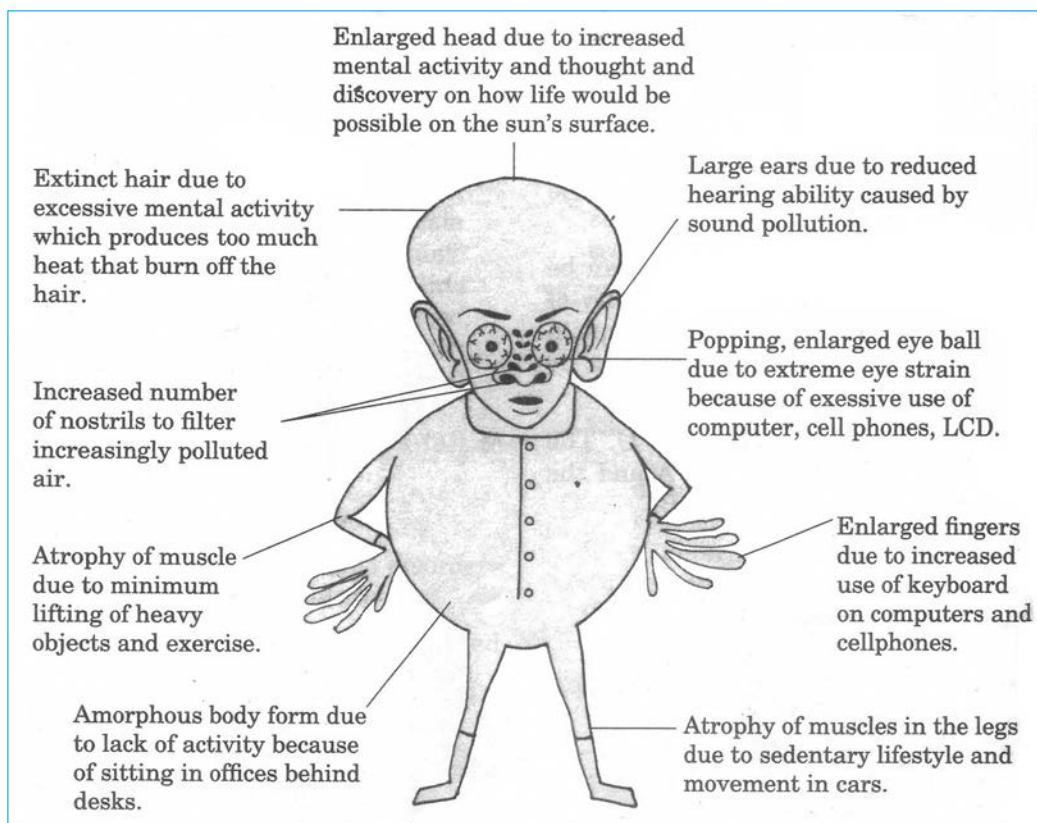 Enlarged head due to increased
mental activity and thought and
discovery on how life would be
possible on the sun's surface.
Extinct hair due to
excessive mental activity
which produces too much
heat that burn off the
hair.
Large ears due to reduced
hearing ability caused by
sound pollution.
Increased number
of nostrils to filter
increasingly polluted
air.
Popping, enlarged eye ball
due to extreme eye strain
because of exessive use of
computer, cell phones, LCD.
Atrophy of muscle
due to minimum
lifting of heavy
objects and exercise.
Enlarged fingers
due to increased
use of keyboard
on computers and
cellphones.
Amorphous body form due
to lack of activity because
of sitting in offices behind
desks.
Atrophy of muscles in the legs
due to sedentary lifestyle and
movement in cars.